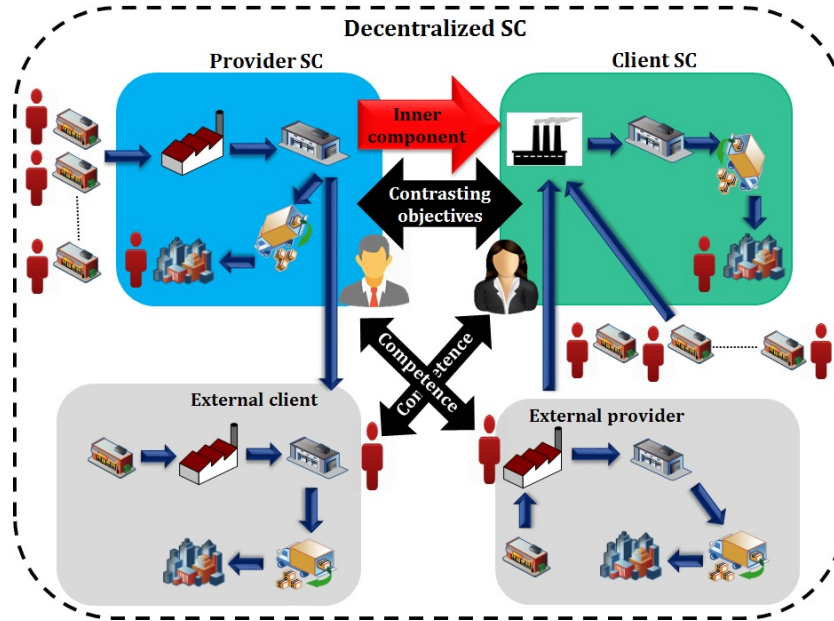 Decentralized SC
Provider SC
Client SC
Inner
component
Contrasting
objectives
Competence
Competence
External client
External provider